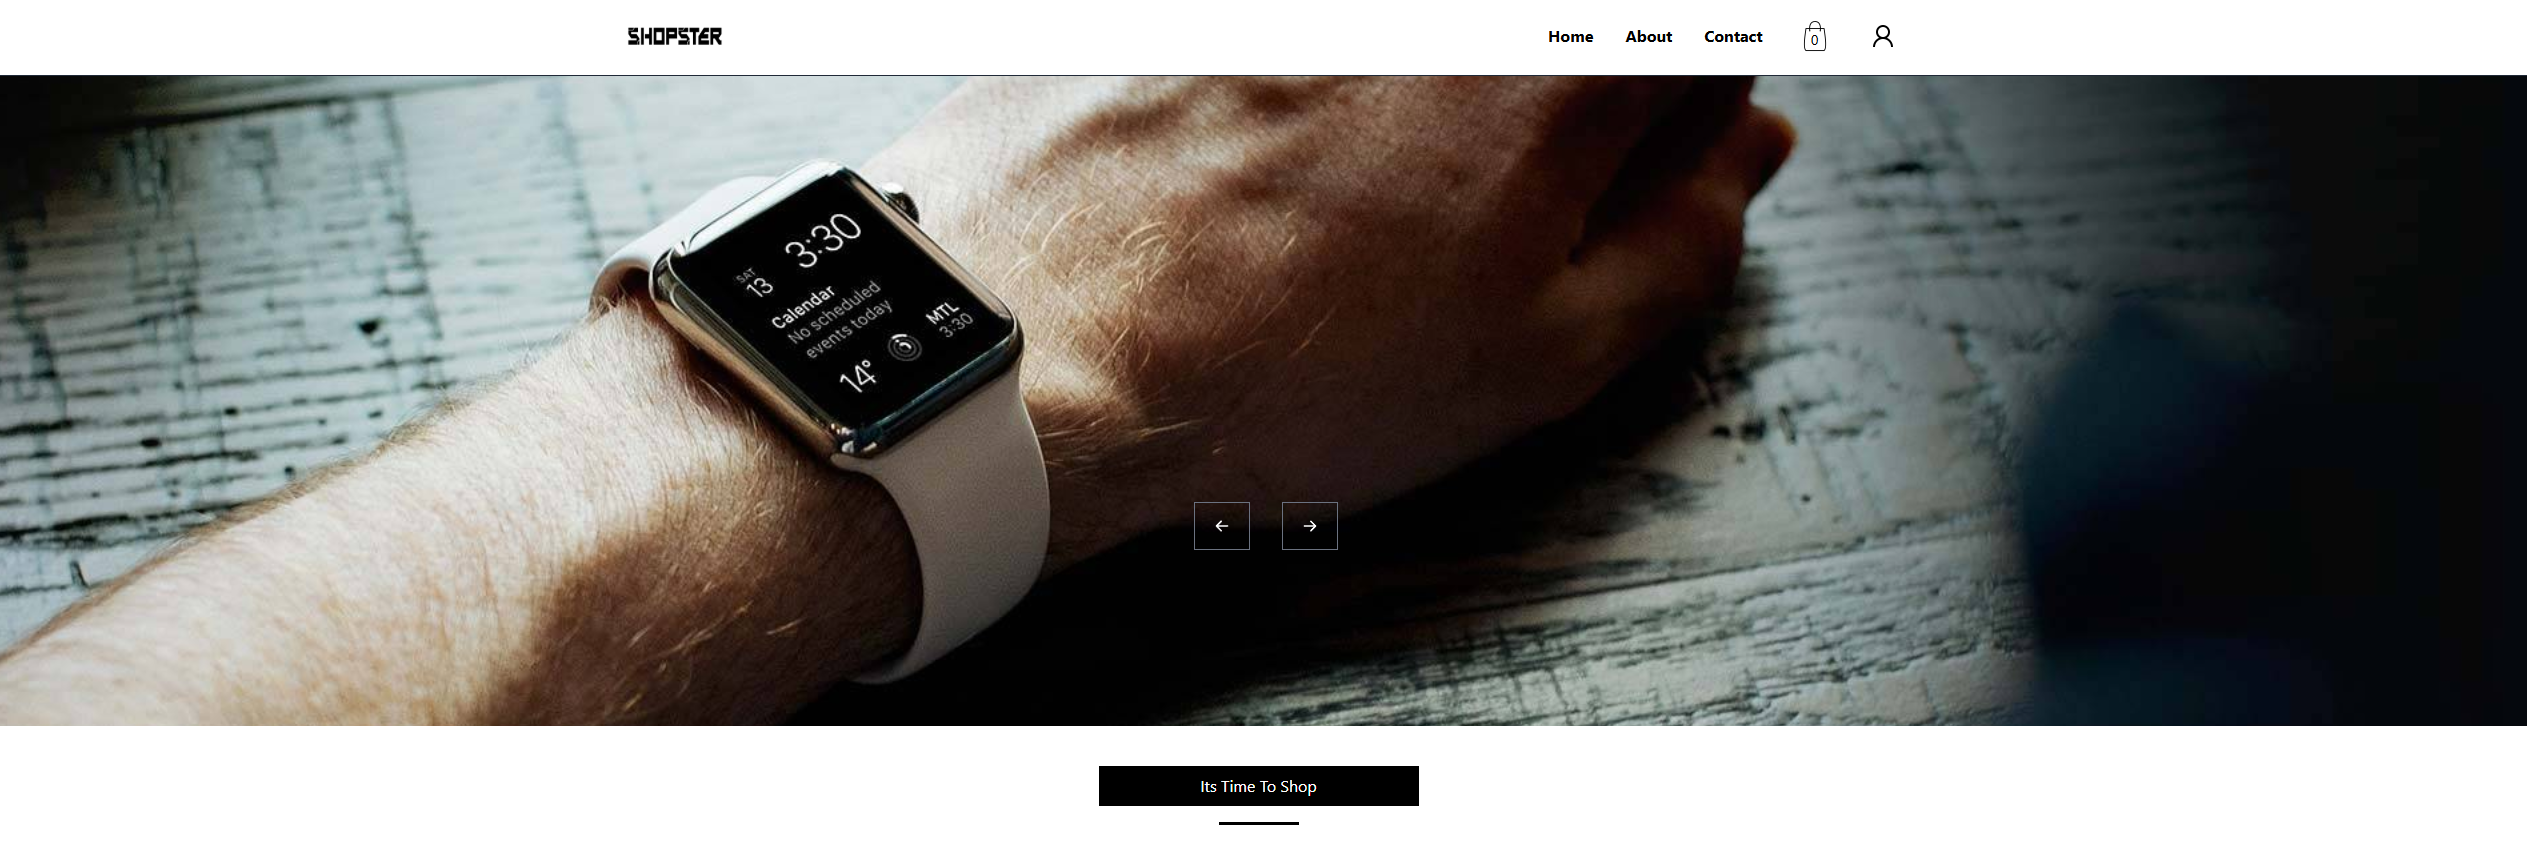 SHOPSTER
Home About Contact 0
3:30
SAT
13
Calendar
No scheduled
events today
14°
MTL
3:30
Its Time To Shop